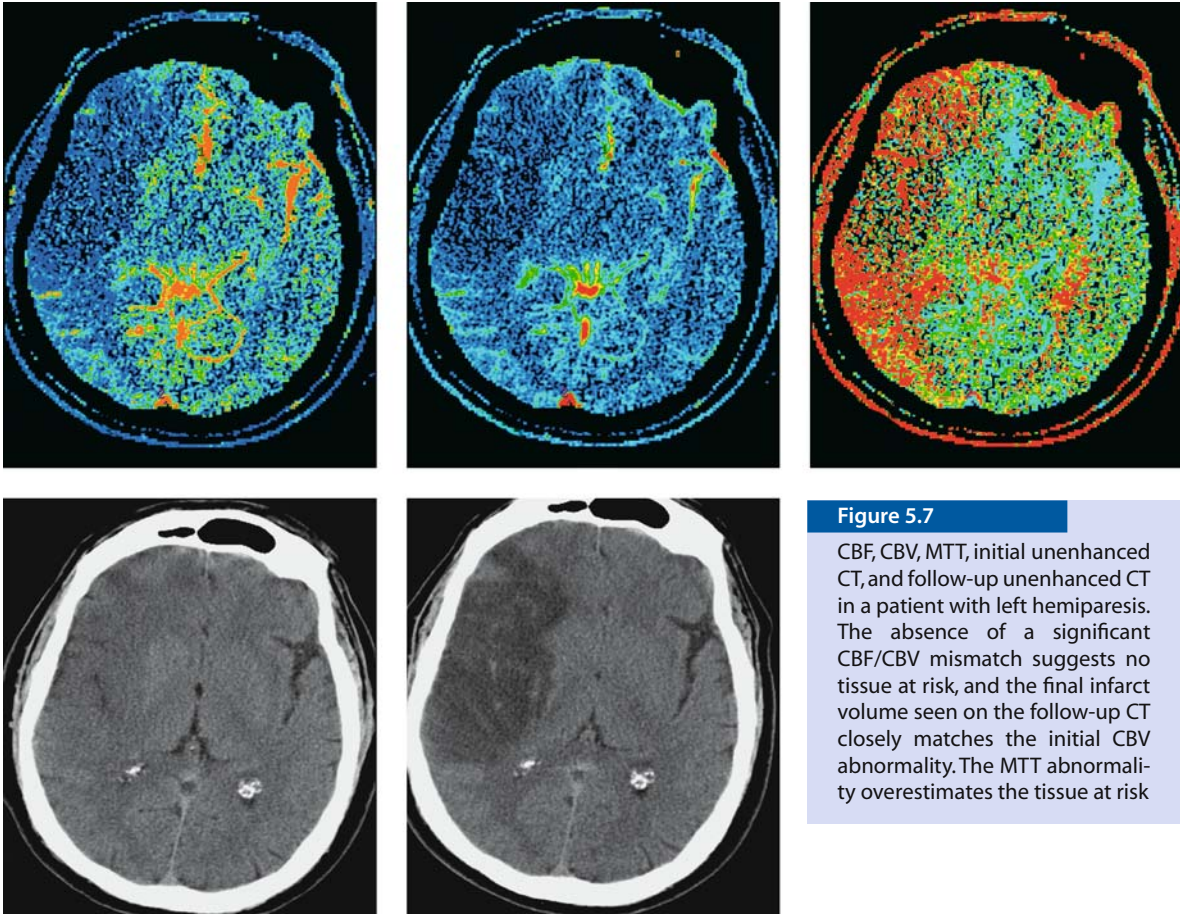 Figure 5.7
CBF, CBV, MTT, initial unenhanced
CT, and follow-up unenhanced CT
in a patient with left hemiparesis.
The absence of a significant
CBF/CBV mismatch suggests no
tissue at risk, and the final infarct
volume seen on the follow-up CT
closely matches the initial CBV
abnormality. The MTT abnormali-
ty overestimates the tissue at risk